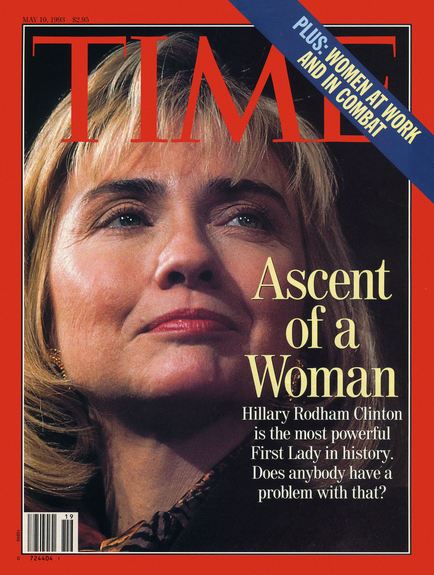 MAY 10, 1993 $2.95
TIME
PLUS: WOMEN AT WORK
AND IN COMBAT
Ascent
of a
Woman
Hillary Rodham Clinton
is the most powerful
First Lady in history.
Does anybody have a
problem with that?
19
0 724404 1